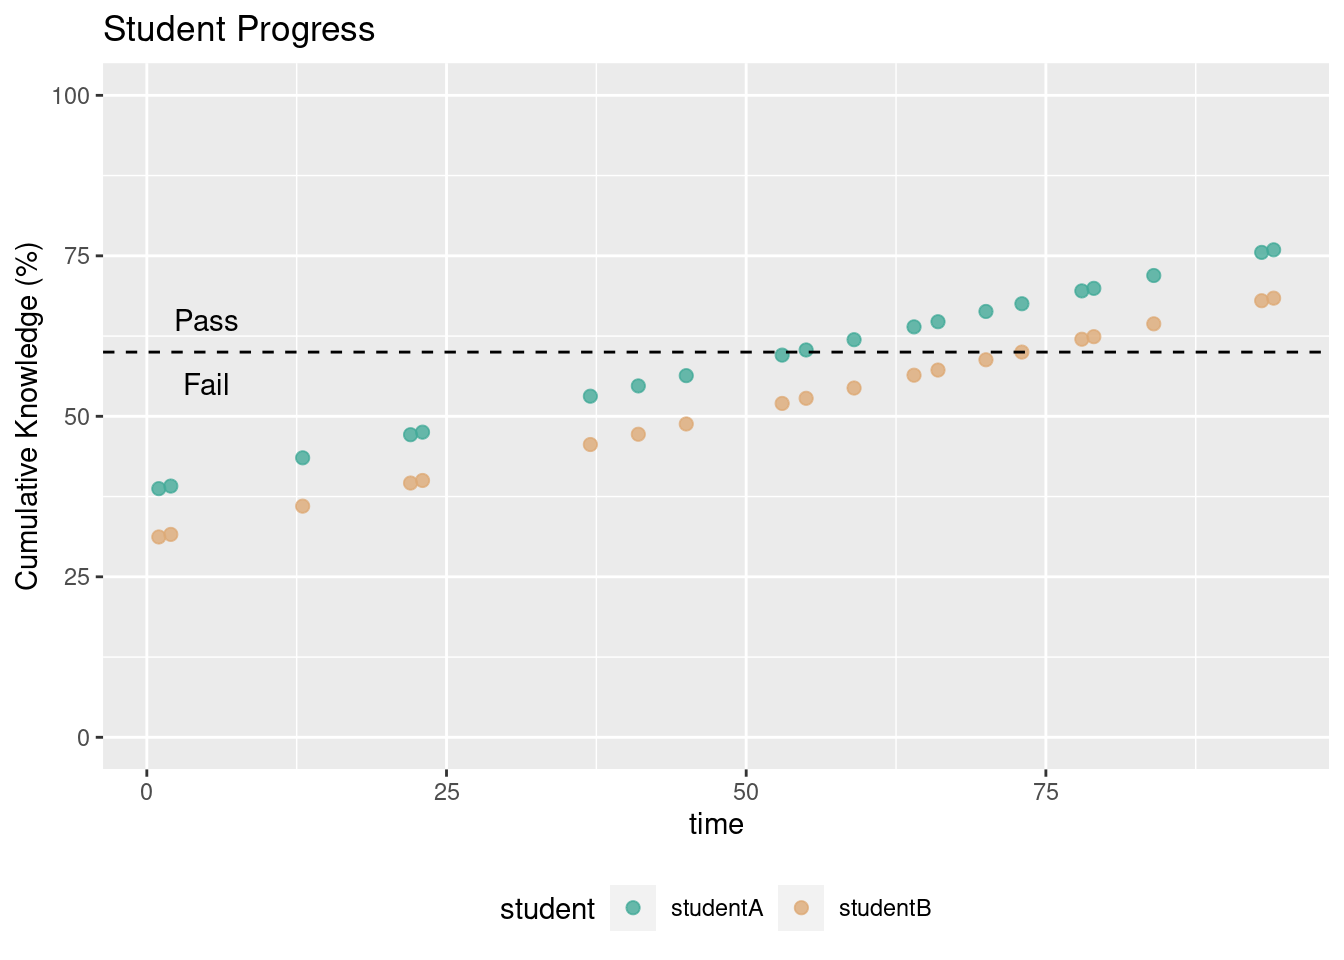 Student Progress
Cumulative Knowledge (%)
100
75
50
25
0
Pass
Fail
0 25 50 75
time
student studentA studentB